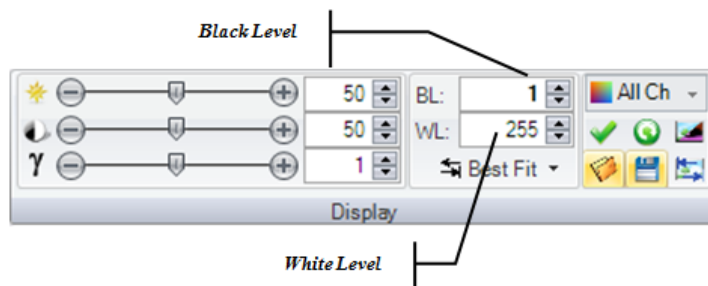 Black Level
50 BL: 1 All Ch
50 WL: 255
γ 1 Best Fit
Display
White Level